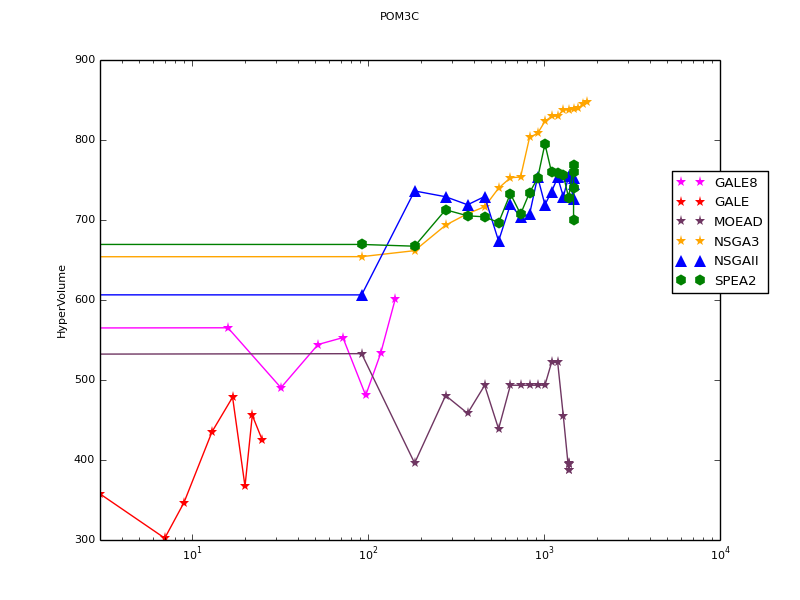 POM3C
900
800
700
600
500
400
300
HyperVolume
10^1
10^2
10^3
10^4
GALE8
GALE
MOEAD
NSGA3
NSGAII
SPEA2